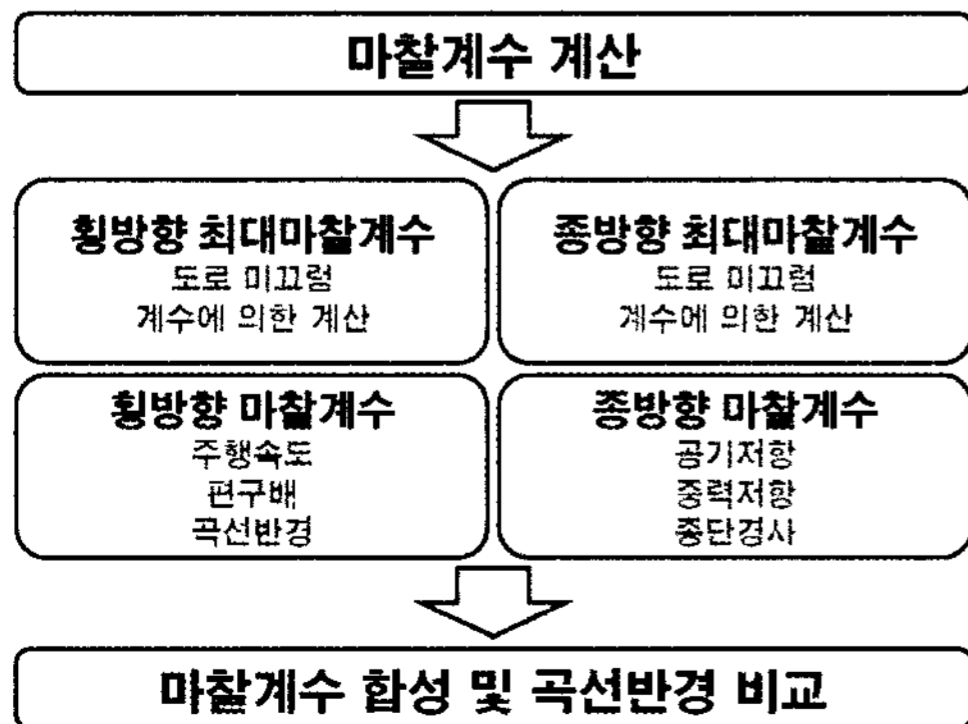 마찰계수 계산
횡방향 최대마찰계수
도로 미끄럼
계수에 의한 계산
종방향 최대마찰계수
도로 미끄럼
계수에 의한 계산
횡방향 마찰계수
주행속도
편구배
곡선반경
종방향 마찰계수
공기저항
중력저항
종단경사
마찰계수 합성 및 곡선반경 비교